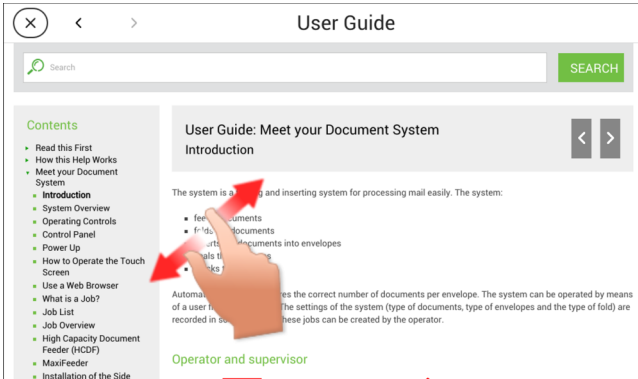 User Guide
Search
SEARCH
Contents
Read this First
How this Help Works
Meet your Document
System
Introduction
System Overview
Operating Controls
Control Panel
Power Up
How to Operate the Touch
Screen
Use a Web Browser
What is a Job?
Job List
Job Overview
High Capacity Document
Feeder (HCDF)
MaxiFeeder
Installation of the Side
User Guide: Meet your Document System
Introduction
The system is a and inserting system for processing mail easily. The system:
documents into envelopes
the correct number of documents per envelope. The system can be operated by means
of a user The settings of the system (type of documents, type of envelopes and the type of fold) are
recorded in these jobs can be created by the operator.
Operator and supervisor